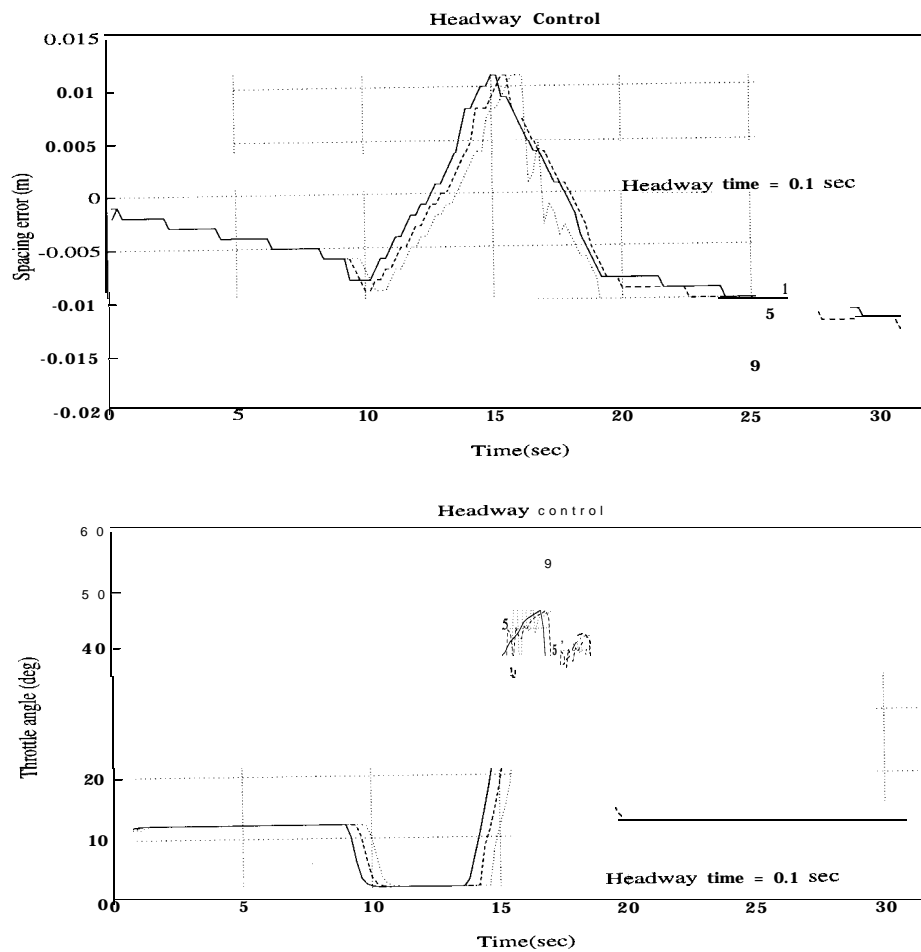 Headway Control
0.015
0.01
0.005
0
-0.005
-0.01
-0.015
-0.02
Spacing error (m)
Headway time = 0.1 sec
1
5
9
0 5 10 15 20 25 30
Time(sec)
Headway control
60
50
40
20
10
0
Throttle angle (deg)
9
5
5
Headway time = 0.1 sec
0 5 10 15 20 25 30
Time(sec)